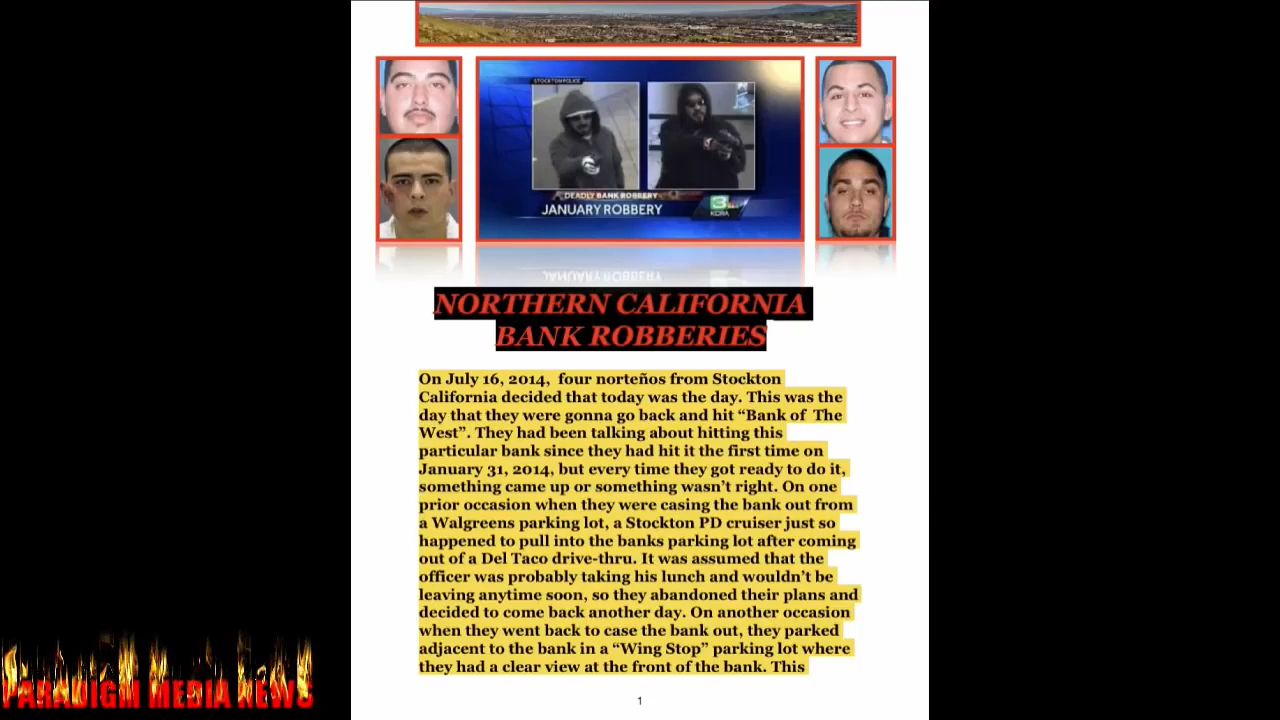 STOCKTON POLICE
DEADLY BANK ROBBERY
JANUARY ROBBERY
3
KCRA
NORTHERN CALIFORNIA
BANK ROBBERIES
On July 16, 2014, four norteños from Stockton
California decided that today was the day. This was the
day that they were gonna go back and hit “Bank of The
West”. They had been talking about hitting this
particular bank since they had hit it the first time on
January 31, 2014, but every time they got ready to do it,
something came up or something wasn’t right. On one
prior occasion when they were casing the bank out from
a Walgreens parking lot, a Stockton PD cruiser just so
happened to pull into the banks parking lot after coming
out of a Del Taco drive-thru. It was assumed that the
officer was probably taking his lunch and wouldn’t be
leaving anytime soon, so they abandoned their plans and
decided to come back another day. On another occasion
when they went back to case the bank out, they parked
adjacent to the bank in a “Wing Stop” parking lot where
they had a clear view at the front of the bank. This
1
PARADIGM MEDIA NEWS